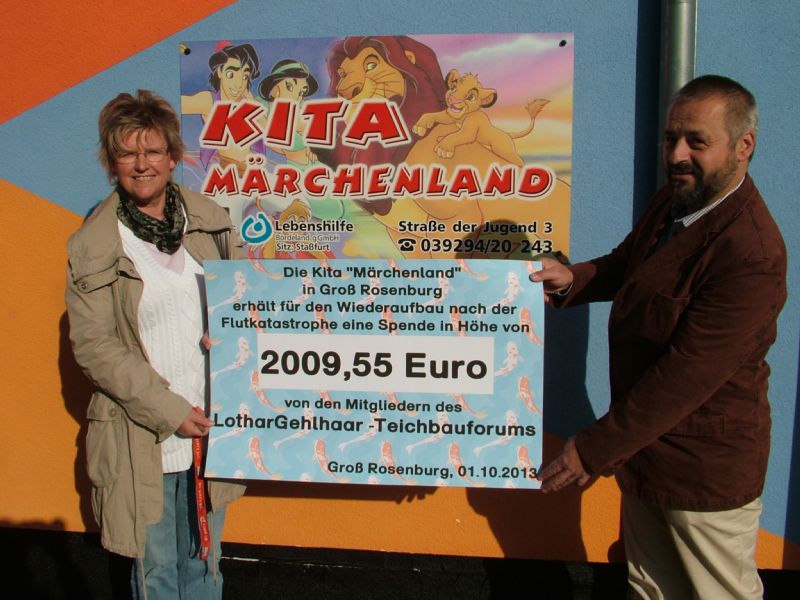 KITA
MÄRCHENLAND
Lebenshilfe
Bördeland gGmbH
Sitz: Staßfurt
Straße der Jugend 3
☎ 039294/20 243
Die Kita "Märchenland"
in Groß Rosenburg
erhält für den Wiederaufbau nach der
Flutkatastrophe eine Spende in Höhe von
2009,55 Euro
von den Mitgliedern des
LotharGehlhaar -Teichbauforums
Groß Rosenburg, 01.10.2013